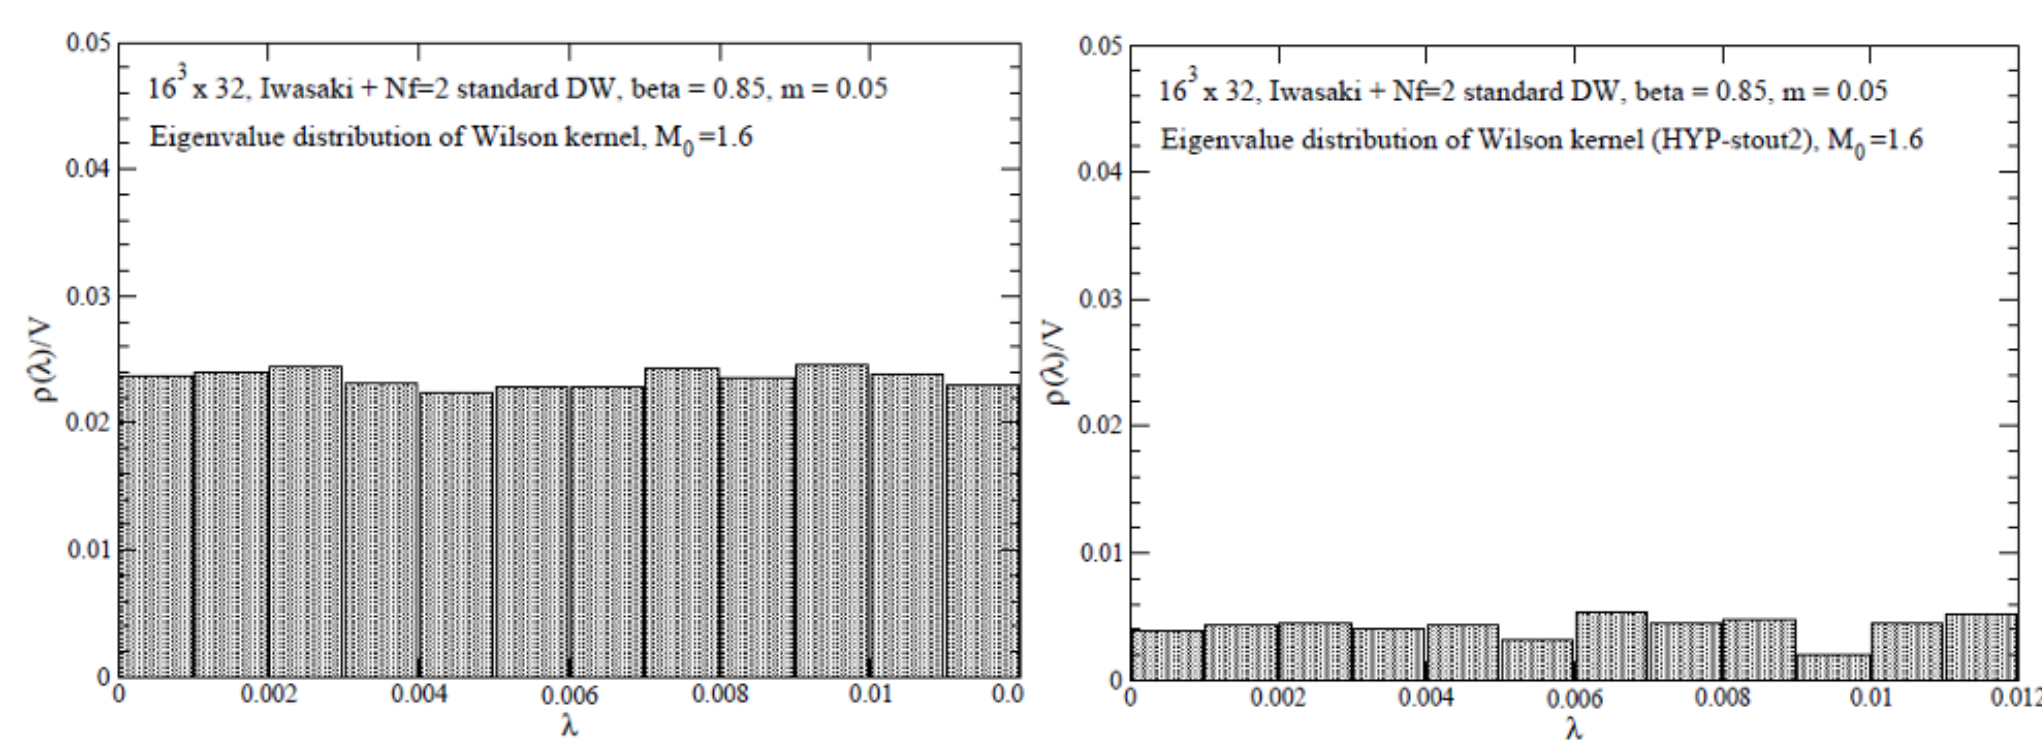 0.05
16³ x 32, Iwasaki + Nf=2 standard DW, beta = 0.85, m = 0.05
Eigenvalue distribution of Wilson kernel, M₀=1.6
0.04
0.03
ρ(λ)/V
0.02
0.01
0
0 0.002 0.004 0.006 0.008 0.01 0.0
λ
0.05
16³ x 32, Iwasaki + Nf=2 standard DW, beta = 0.85, m = 0.05
Eigenvalue distribution of Wilson kernel (HYP-stout2), M₀=1.6
0.04
0.03
ρ(λ)/V
0.02
0.01
0
0 0.002 0.004 0.006 0.008 0.01 0.012
λ